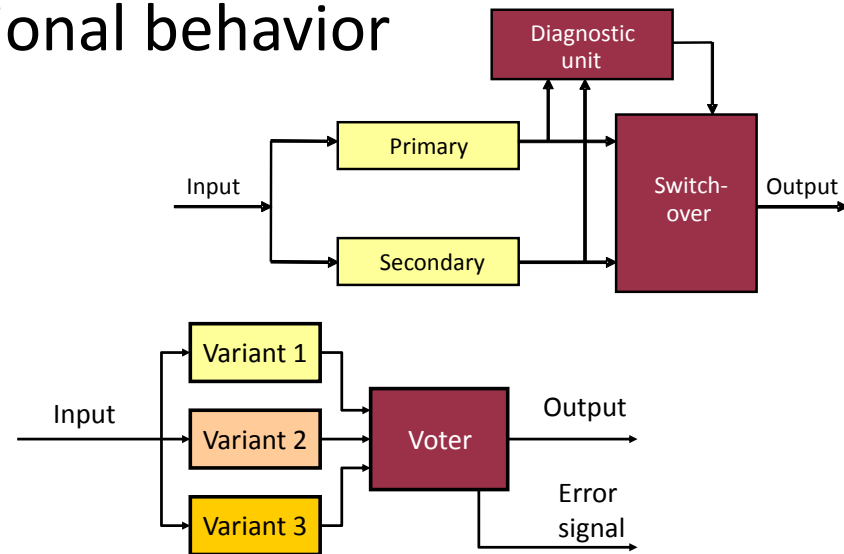 ional behavior
Diagnostic
unit
Primary
Input
Switch-
over
Output
Secondary
Variant 1
Input
Output
Variant 2
Voter
Error
signal
Variant 3